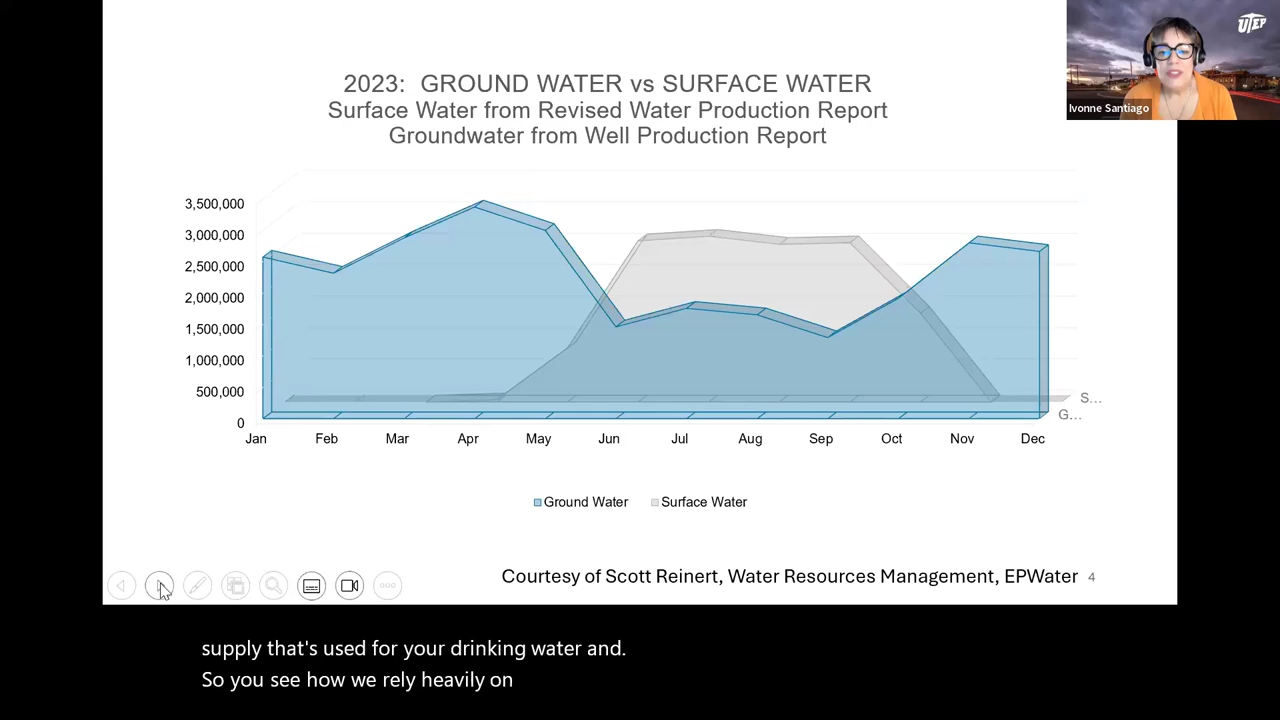 UTEP
Ivonne Santiago
2023:  GROUND WATER vs SURFACE WATER
Surface Water from Revised Water Production Report
Groundwater from Well Production Report
3,500,000
3,000,000
2,500,000
2,000,000
1,500,000
1,000,000
500,000
0
S...
G...
Jan Feb Mar Apr May Jun Jul Aug Sep Oct Nov Dec
Ground Water Surface Water
Courtesy of Scott Reinert, Water Resources Management, EPWater 4
supply that's used for your drinking water and.
So you see how we rely heavily on